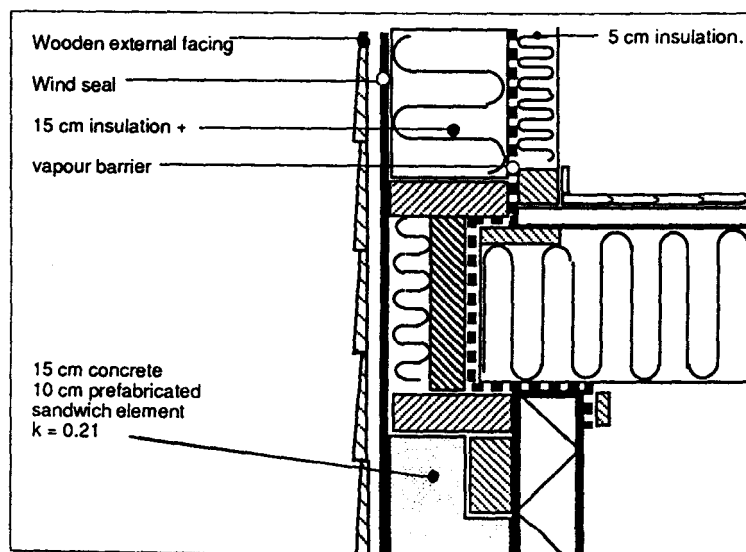 Wooden external facing
5 cm insulation.
Wind seal
15 cm insulation +
vapour barrier
15 cm concrete
10 cm prefabricated
sandwich element
k = 0.21